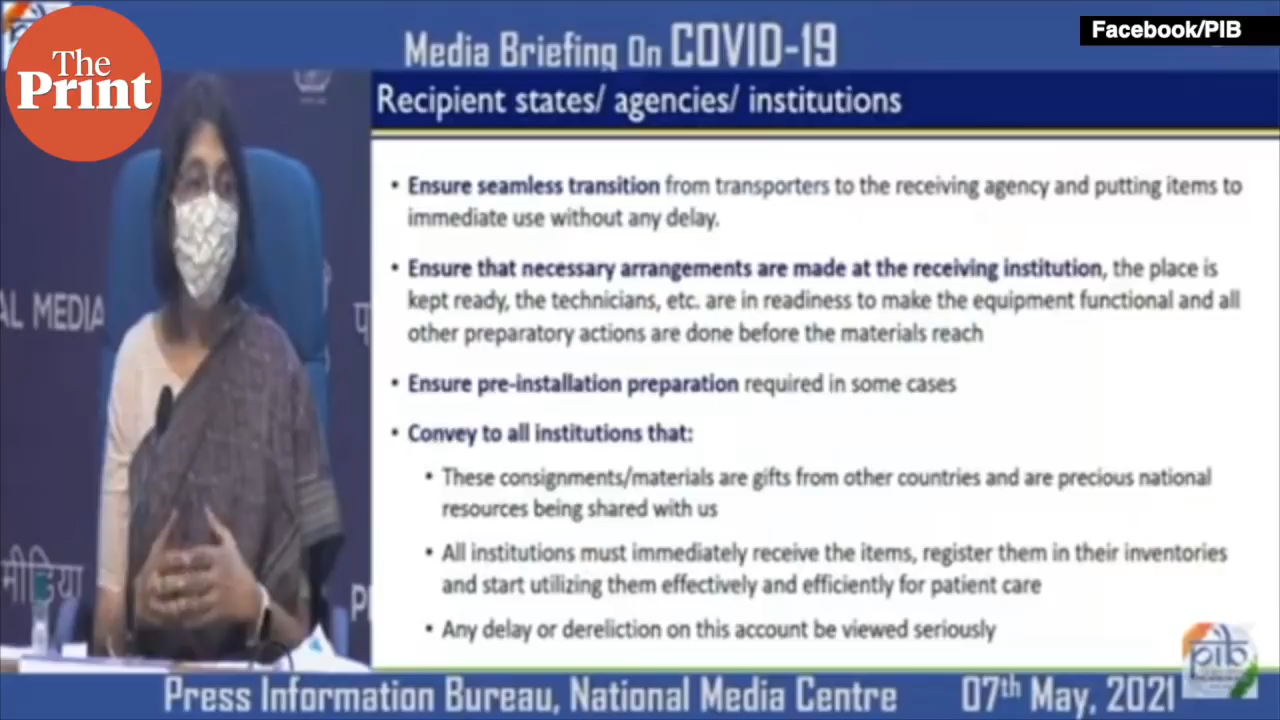 The
Print
Facebook/PIB
Media Briefing On COVID-19
Recipient states/ agencies/ institutions
• Ensure seamless transition from transporters to the receiving agency and putting items to
immediate use without any delay.
• Ensure that necessary arrangements are made at the receiving institution, the place is
kept ready, the technicians, etc. are in readiness to make the equipment functional and all
other preparatory actions are done before the materials reach
• Ensure pre-installation preparation required in some cases
• Convey to all institutions that:
• These consignments/materials are gifts from other countries and are precious national
resources being shared with us
• All institutions must immediately receive the items, register them in their inventories
and start utilizing them effectively and efficiently for patient care
• Any delay or dereliction on this account be viewed seriously
AL MEDIA
मीडिया
pib
Press Information Bureau, National Media Centre 07th May, 2021